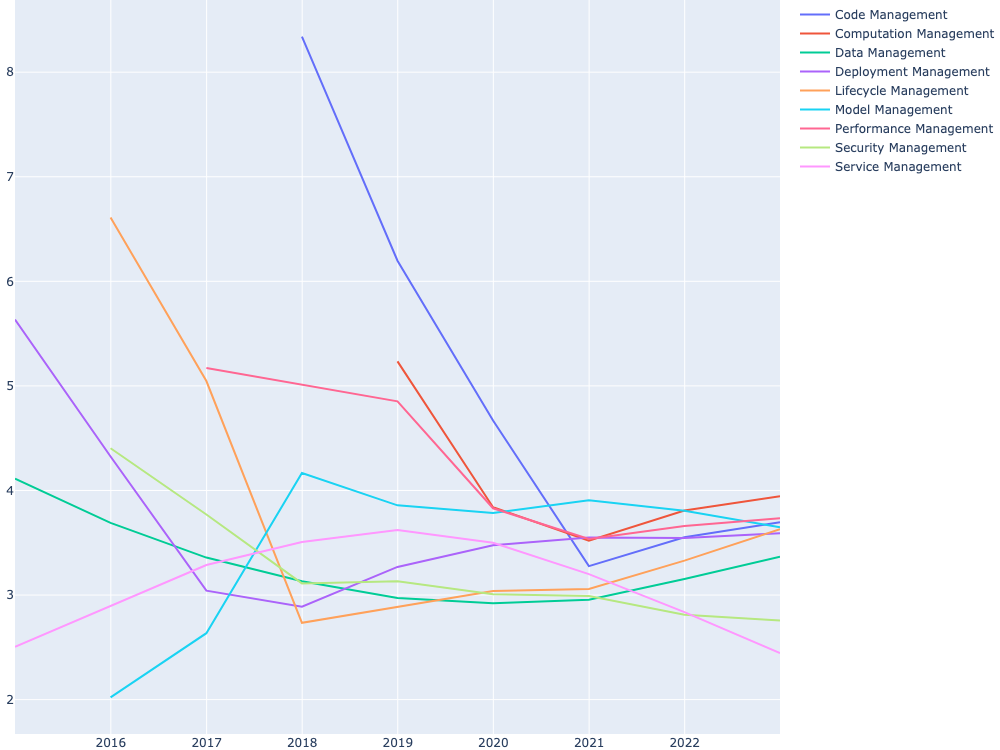 Code Management
Computation Management
Data Management
Deployment Management
Lifecycle Management
Model Management
Performance Management
Security Management
Service Management
8
7
6
5
4
3
2
2016 2017 2018 2019 2020 2021 2022